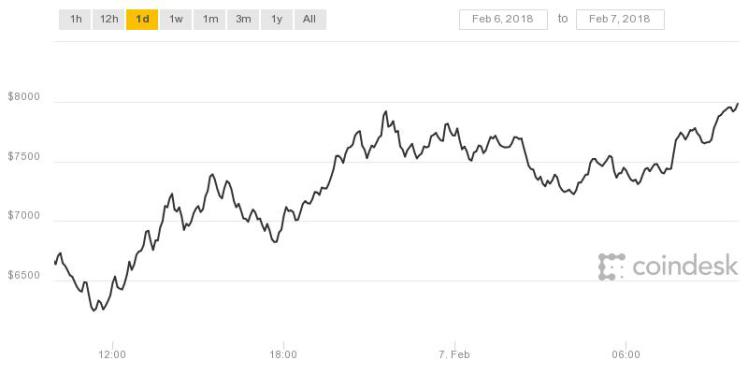 1h 12h 1d 1w 1m 3m 1y All Feb 6, 2018 to Feb 7, 2018
$8000
$7500
$7000
$6500
coindesk
12:00 18:00 7. Feb 06:00